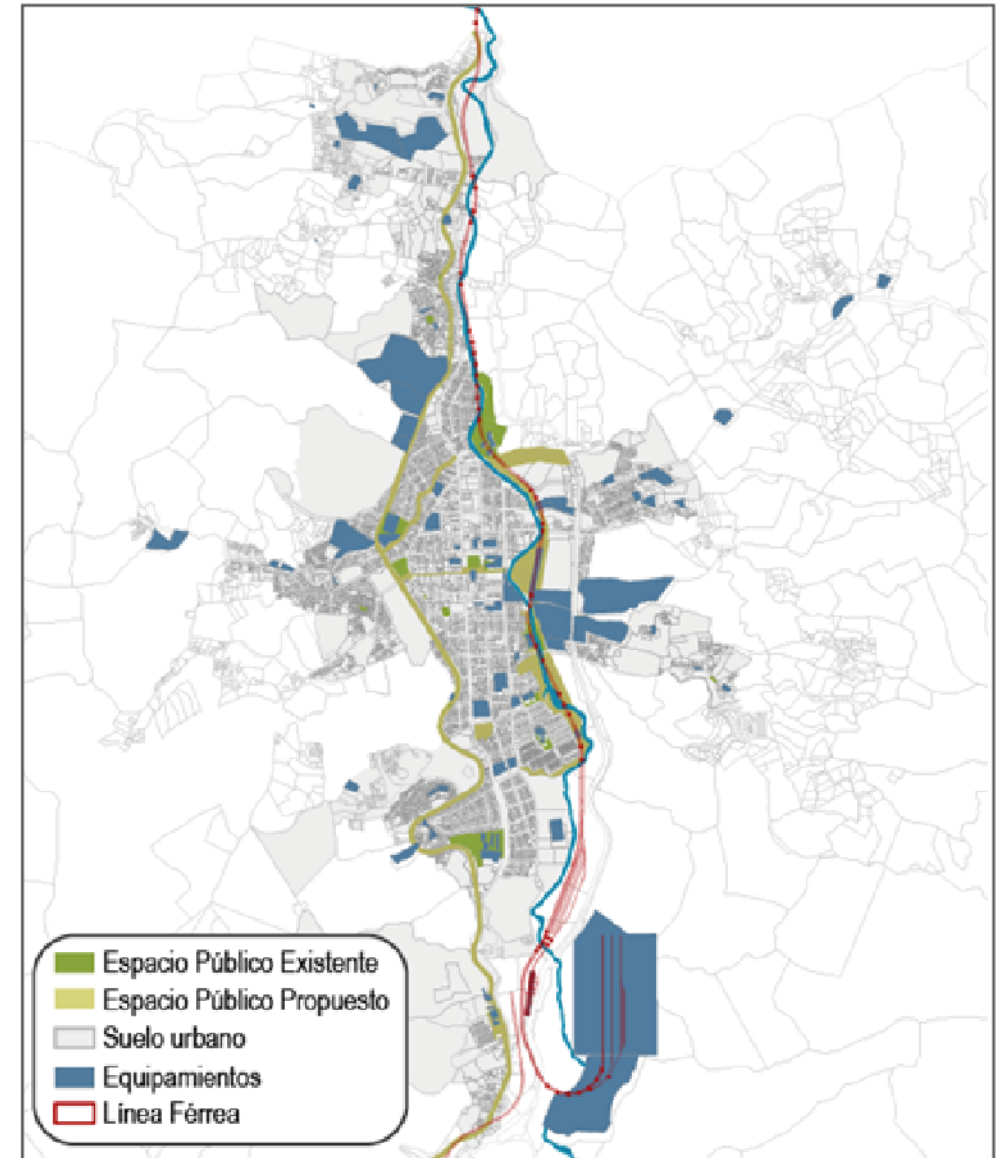 Espacio Público Existente
Espacio Público Propuesto
Suelo urbano
Equipamientos
Línea Férrea